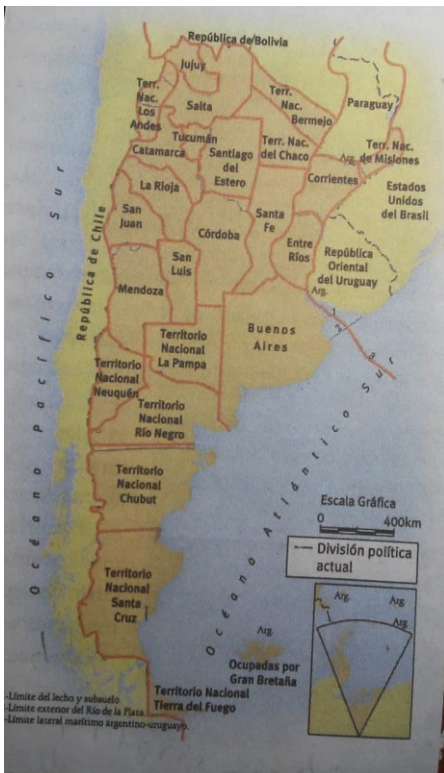 República de Bolivia
Jujuy
Terr.
Nac.
Los
Andes
Salta
Terr.
Nac.
Bermejo
Paraguay
Tucumán
Catamarca
Santiago
del
Estero
Terr. Nac.
del Chaco
Terr. Nac.
de Misiones
Arg.
Corrientes
Estados
Unidos
del Brasil
La Rioja
San
Juan
Córdoba
Santa
Fe
Entre
Ríos
República
Oriental
del Uruguay
Arg.
San
Luis
Mendoza
República de Chile
Océano Pacífico Sur
Buenos
Aires
1
2
3
Territorio
Nacional
La Pampa
Territorio
Nacional
Neuquén
Territorio
Nacional
Río Negro
Océano Atlántico Sur
Territorio
Nacional
Chubut
Territorio
Nacional
Santa
Cruz
Arg.
Ocupadas por
Gran Bretaña
Territorio Nacional
Tierra del Fuego
Escala Gráfica
0 400km
División política
actual
Arg.
Arg.
Arg.
-Límite del lecho y subsuelo.
-Límite exterior del Río de la Plata.
-Límite lateral marítimo argentino-uruguayo.